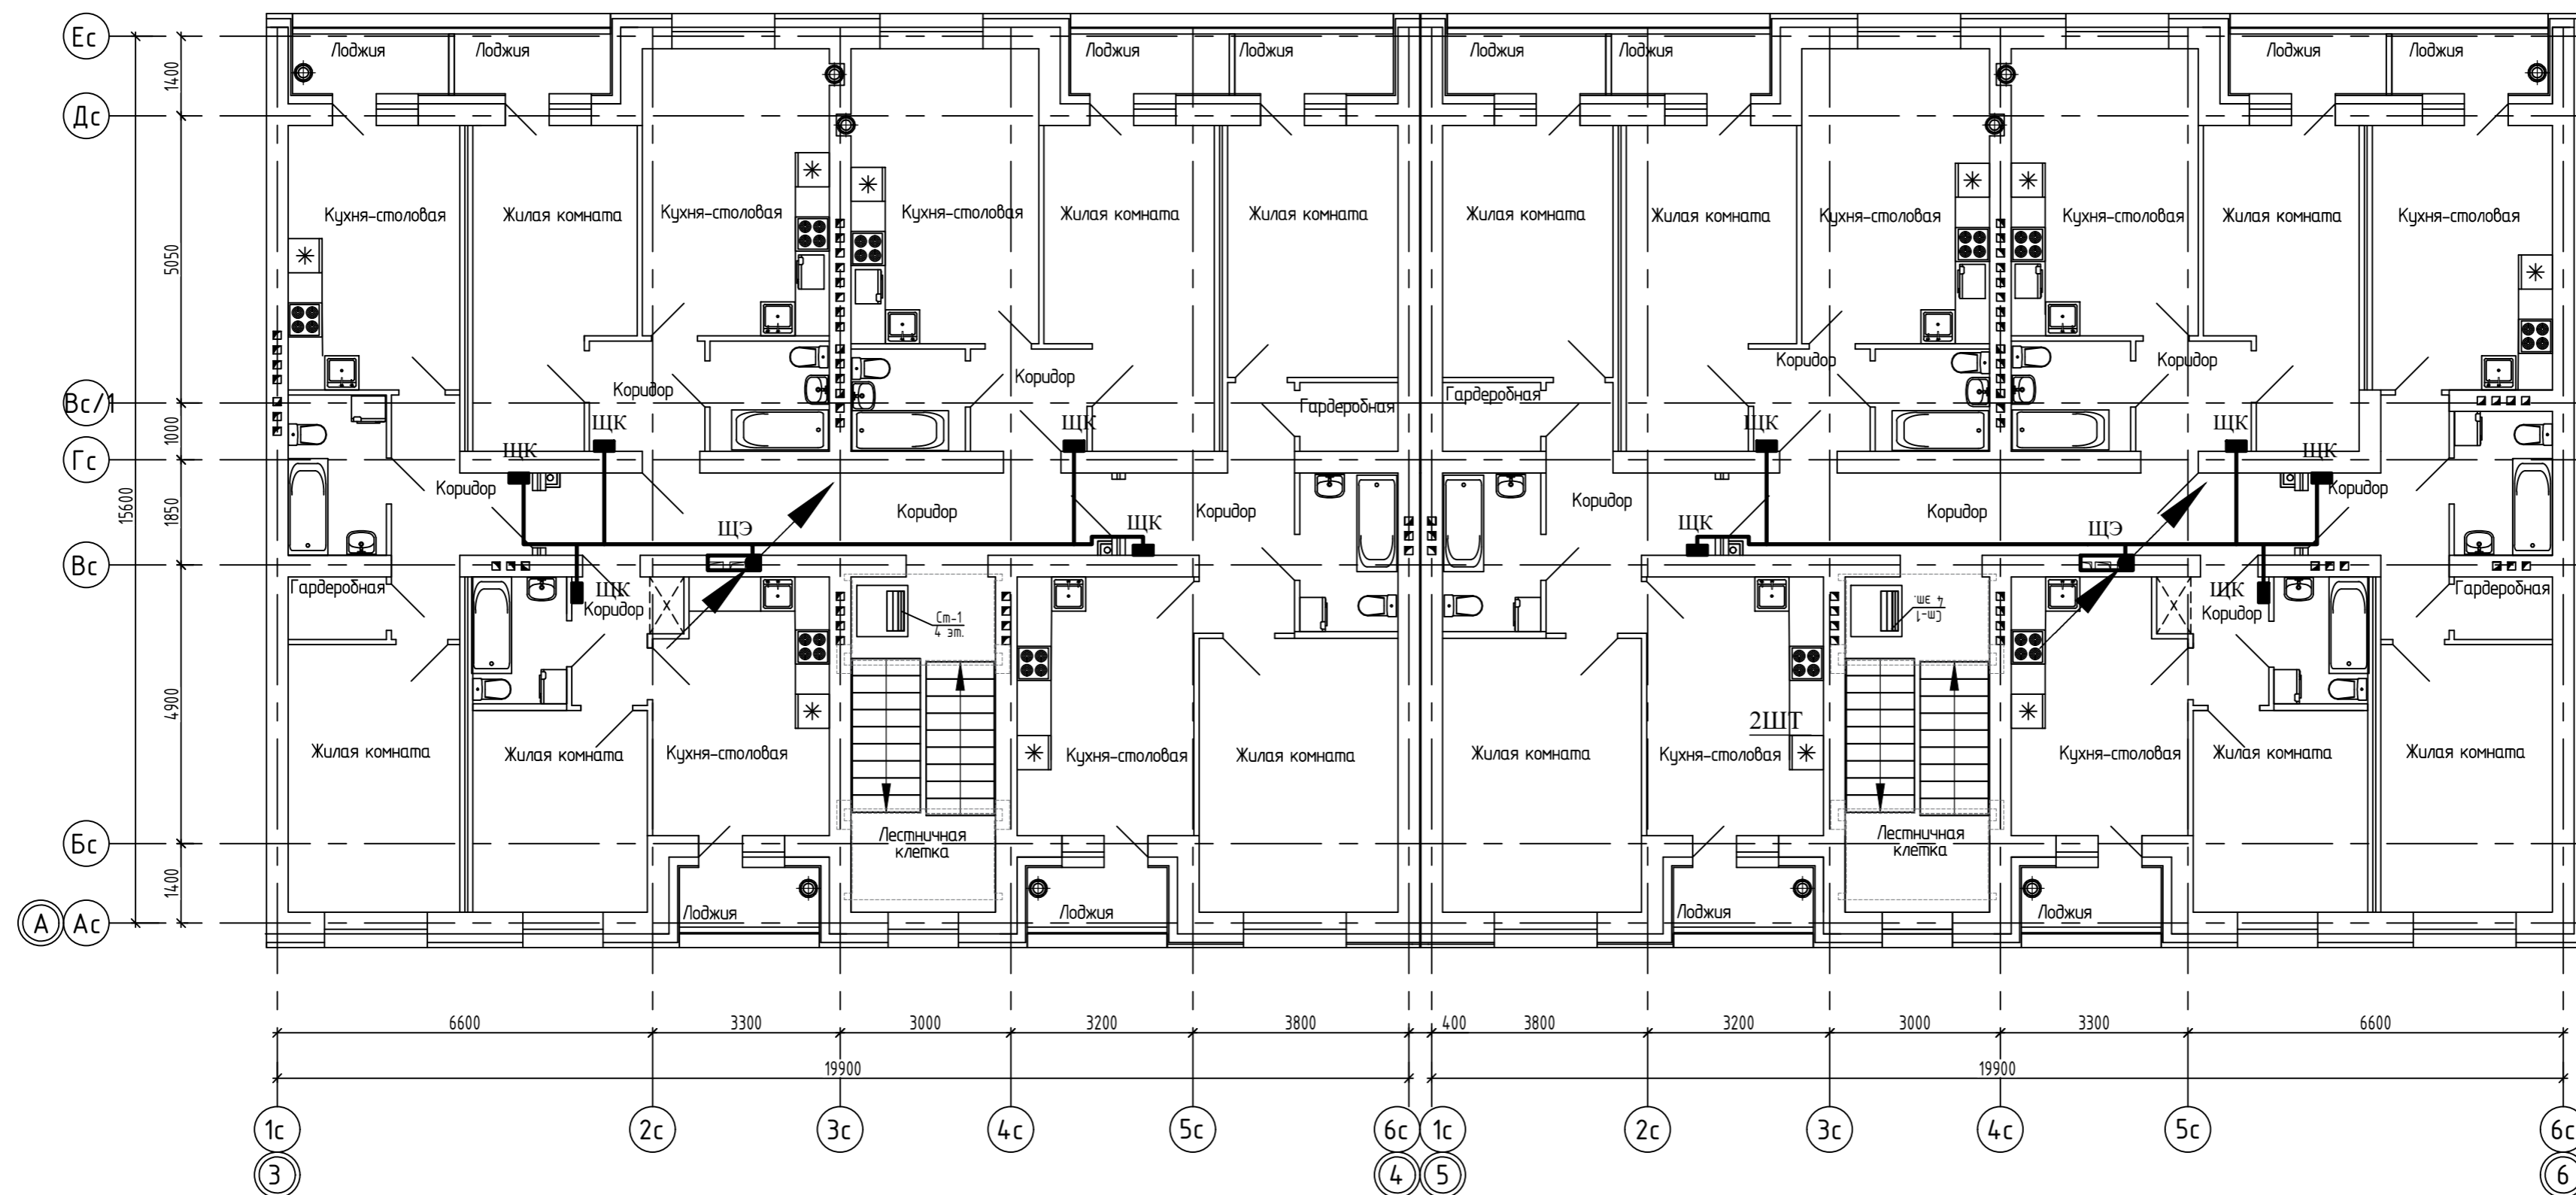 Ес
Лоджия
Лоджия
Лоджия
Лоджия
Лоджия
Лоджия
Лоджия
Лоджия
1400
Дс
5050
15600
Кухня-столовая
Жилая комната
Кухня-столовая
Кухня-столовая
Жилая комната
Жилая комната
Жилая комната
Жилая комната
Кухня-столовая
Кухня-столовая
Жилая комната
Кухня-столовая
Коридор
Коридор
Коридор
Коридор
Вс/1
Гардеробная
Гардеробная
1000
ЩК
ЩК
ЩК
ЩК
Гс
ЩК
ЩК
Коридор
Коридор
Коридор
Коридор
Коридор
Коридор
1850
ЩЭ
ЩК
ЩК
ЩЭ
Вс
Гардеробная
ЩК
Коридор
ЩК
Коридор
Гардеробная
Ст-1
4 эт.
Ст-1
4 эт.
4900
2ШТ
Жилая комната
Жилая комната
Кухня-столовая
Кухня-столовая
Жилая комната
Жилая комната
Кухня-столовая
Кухня-столовая
Жилая комната
Жилая комната
Бс
Лестничная
клетка
Лестничная
клетка
1400
А
Ас
Лоджия
Лоджия
Лоджия
Лоджия
6600
3300
3000
3200
3800
400
3800
3200
3000
3300
6600
19900
19900
1с
2с
3с
4с
5с
6с
1с
2с
3с
4с
5с
6с
3
4
5
6